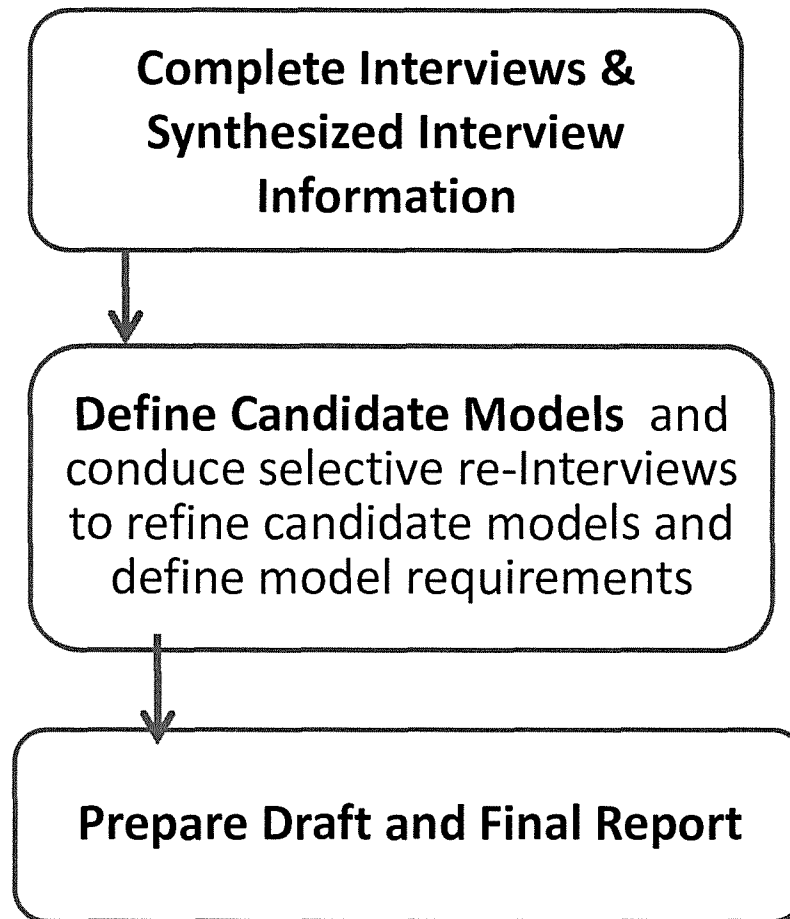 Complete Interviews &
Synthesized Interview
Information
Define Candidate Models and
conduce selective re-Interviews
to refine candidate models and
define model requirements
Prepare Draft and Final Report